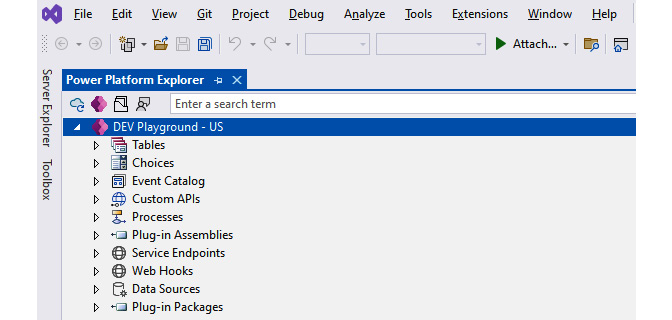 File Edit View Git Project Debug Analyze Tools Extensions Window Help
Attach...
Server Explorer
Toolbox
Power Platform Explorer
Enter a search term
DEV Playground - US
Tables
Choices
Event Catalog
Custom APIs
Processes
Plug-in Assemblies
Service Endpoints
Web Hooks
Data Sources
Plug-in Packages